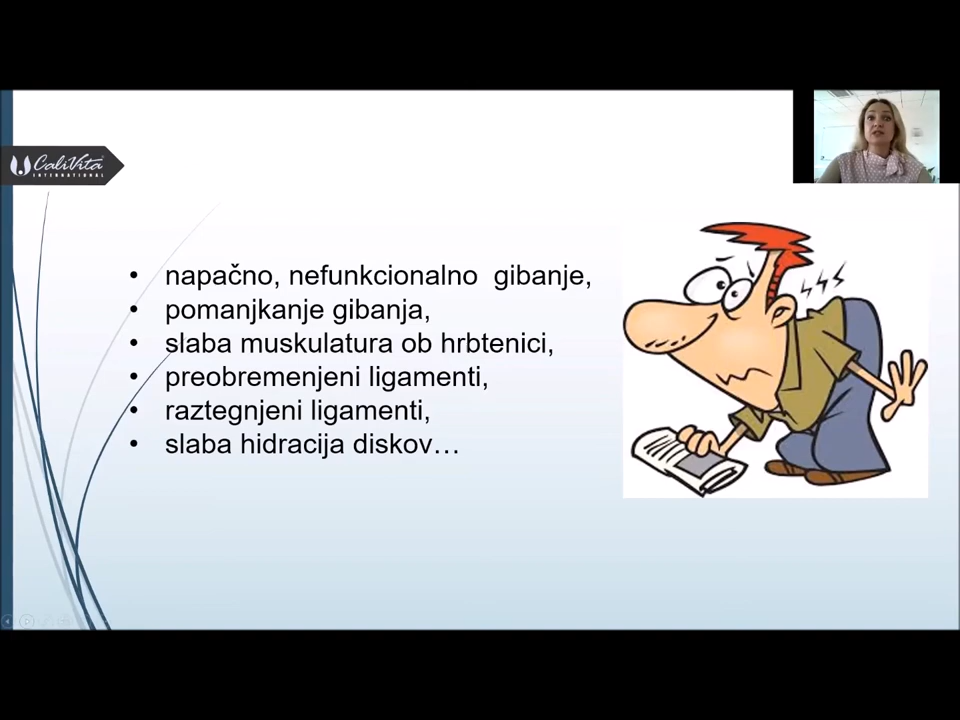 CaliVita
INTERNATIONAL
• napačno, nefunkcionalno gibanje,
• pomanjkanje gibanja,
• slaba muskulatura ob hrbtenici,
• preobremenjeni ligamenti,
• raztegnjeni ligamenti,
• slaba hidracija diskov…